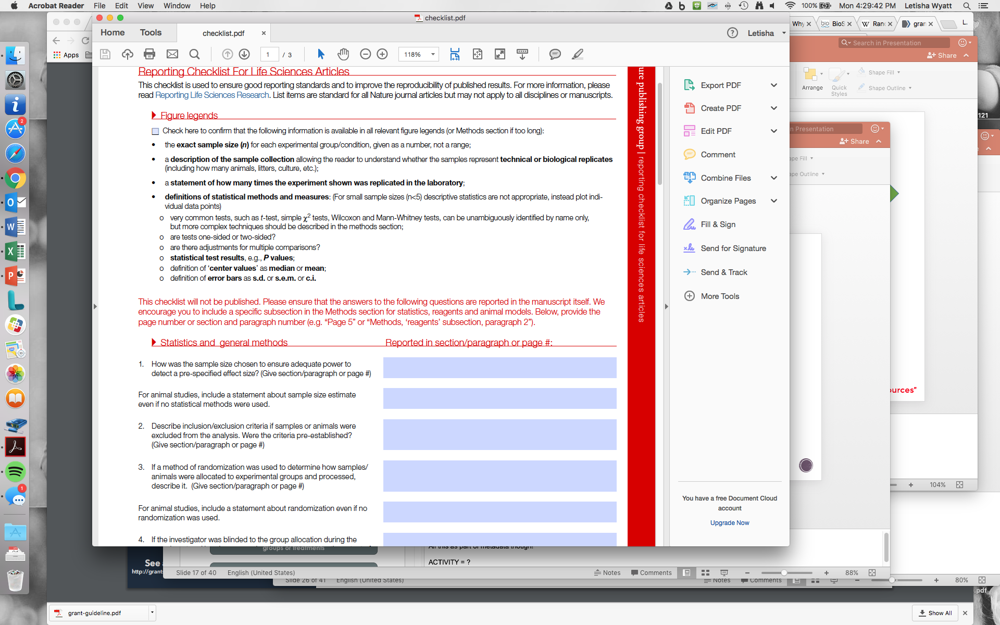 Acrobat Reader File Edit View Window Help
100% Mon 4:29:42 PM Letisha Wyatt
checklist.pdf
Home Tools checklist.pdf × Letisha
1 / 3 118%
Reporting Checklist For Life Sciences Articles
This checklist is used to ensure good reporting standards and to improve the reproducibility of published results. For more information, please
read Reporting Life Sciences Research. List items are standard for all Nature journal articles but may not apply to all disciplines or manuscripts.
Figure legends
Check here to confirm that the following information is available in all relevant figure legends (or Methods section if too long):
• the exact sample size (n) for each experimental group/condition, given as a number, not a range;
• a description of the sample collection allowing the reader to understand whether the samples represent technical or biological replicates
(including how many animals, litters, culture, etc.);
• a statement of how many times the experiment shown was replicated in the laboratory;
• definitions of statistical methods and measures: (For small sample sizes (n<5) descriptive statistics are not appropriate, instead plot indi-
vidual data points)
o very common tests, such as t-test, simple χ2 tests, Wilcoxon and Mann-Whitney tests, can be unambiguously identified by name only,
but more complex techniques should be described in the methods section;
o are tests one-sided or two-sided?
o are there adjustments for multiple comparisons?
o statistical test results, e.g., P values;
o definition of ‘center values’ as median or mean;
o definition of error bars as s.d. or s.e.m. or c.i.
This checklist will not be published. Please ensure that the answers to the following questions are reported in the manuscript itself. We
encourage you to include a specific subsection in the Methods section for statistics, reagents and animal models. Below, provide the
page number or section and paragraph number (e.g. “Page 5” or “Methods, ‘reagents’ subsection, paragraph 2”).
Statistics and general methods Reported in section/paragraph or page #:
1. How was the sample size chosen to ensure adequate power to
detect a pre-specified effect size? (Give section/paragraph or page #)
For animal studies, include a statement about sample size estimate
even if no statistical methods were used.
2. Describe inclusion/exclusion criteria if samples or animals were
excluded from the analysis. Were the criteria pre-established?
(Give section/paragraph or page #)
3. If a method of randomization was used to determine how samples/
animals were allocated to experimental groups and processed,
describe it. (Give section/paragraph or page #)
For animal studies, include a statement about randomization even if no
randomization was used.
4. If the investigator was blinded to the group allocation during the
ure publishing group | reporting checklist for life sciences articles
Export PDF
Create PDF
Edit PDF
Comment
Combine Files
Organize Pages
Fill & Sign
Send for Signature
Send & Track
More Tools
You have a free Document Cloud
account
Upgrade Now
Apps
Why × BioS × Ran × gran × L.
Search in Presentation
Share
Arrange Quick
Styles
Shape Fill
Shape Outline
121
n Presentation
Share
ape Fill
ape Outline
ources”
104%
groups or treatments
All this as part of metadata though!
ACTIVITY = ?
See
http://grant
Slide 17 of 40 English (United States) Notes Comments 88%
Slide 26 of 41 English (United States) Notes Comments 80%
.pdf
grant-guideline.pdf Show All
2
1